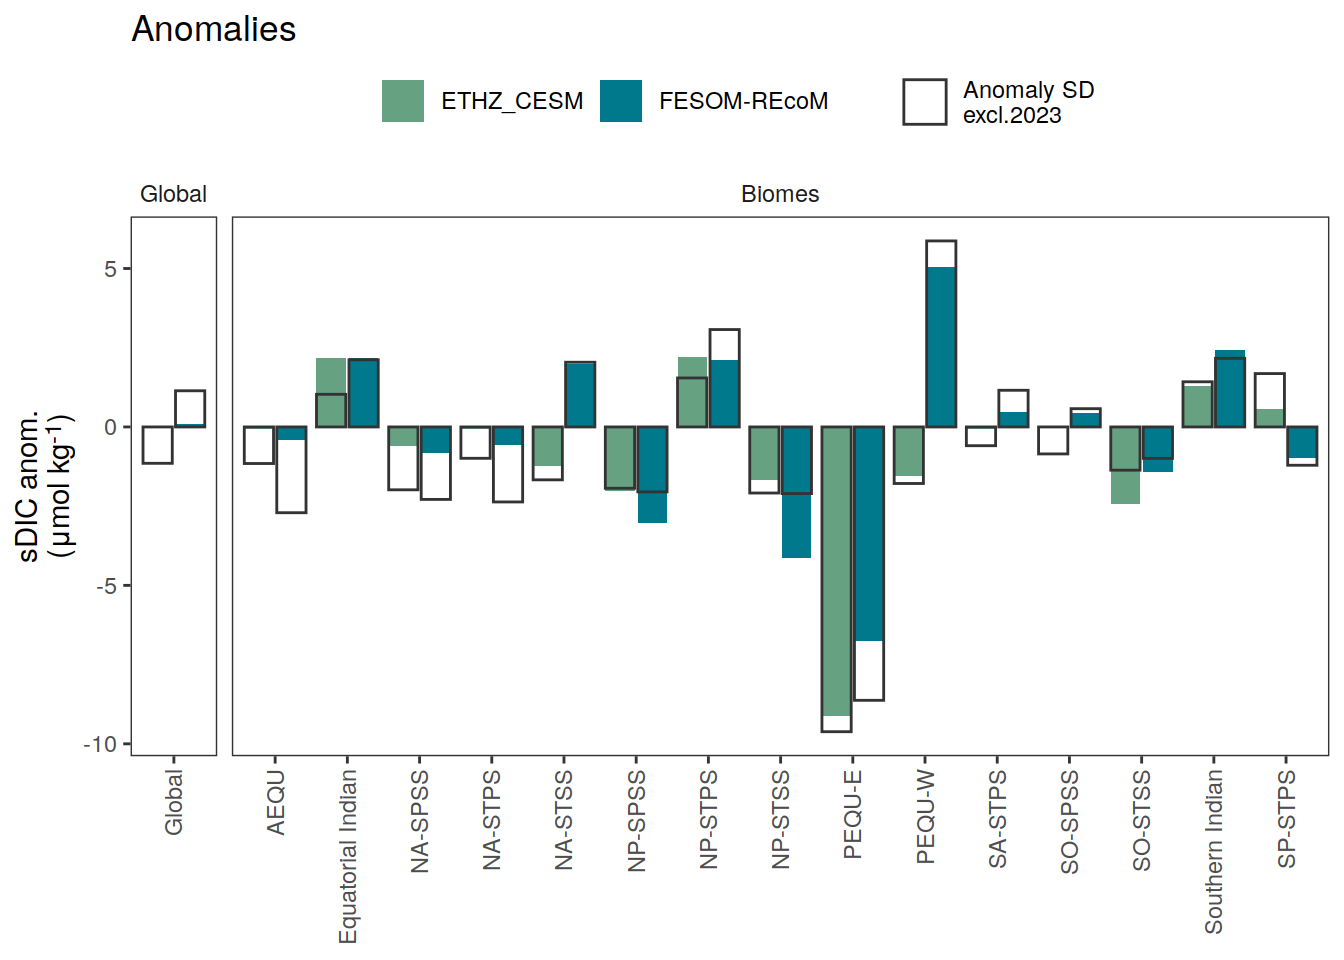 Anomalies
ETHZ_CESM
FESOM-REcoM
Anomaly SD
excl.2023
Global
Biomes
sDIC anom.
(μmol kg⁻¹)
5
0
-5
-10
Global
AEQU
Equatorial Indian
NA-SPSS
NA-STPS
NA-STSS
NP-SPSS
NP-STPS
NP-STSS
PEQU-E
PEQU-W
SA-STPS
SO-SPSS
SO-STSS
Southern Indian
SP-STPS